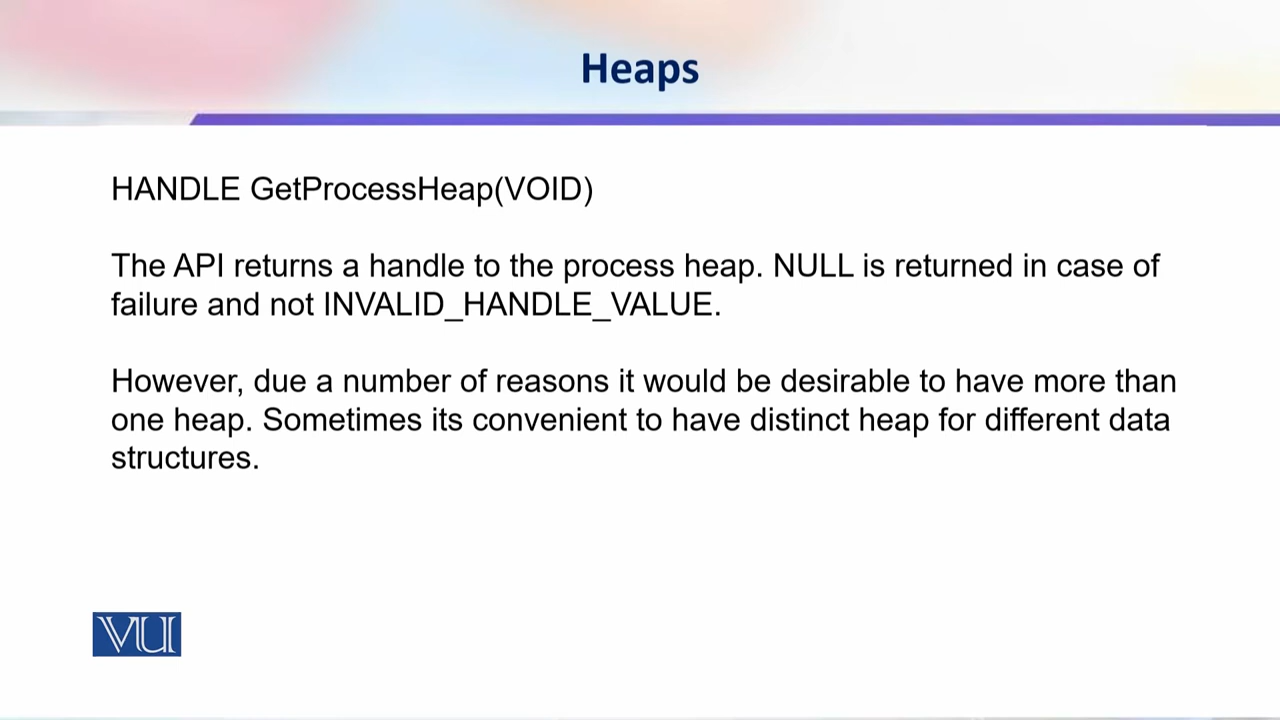 Heaps
HANDLE GetProcessHeap(VOID)
The API returns a handle to the process heap. NULL is returned in case of
failure and not INVALID_HANDLE_VALUE.
However, due a number of reasons it would be desirable to have more than
one heap. Sometimes its convenient to have distinct heap for different data
structures.
VU